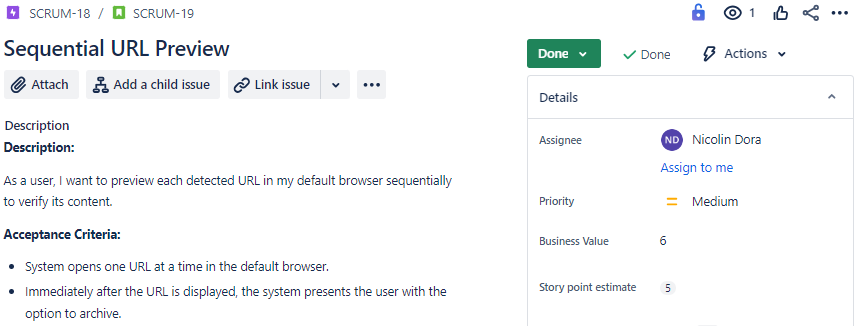 SCRUM-18 / SCRUM-19
1
Sequential URL Preview
Done
Done
Actions
Attach
Add a child issue
Link issue
Details
Description
Description:
As a user, I want to preview each detected URL in my default browser sequentially
to verify its content.
Acceptance Criteria:
System opens one URL at a time in the default browser.
Immediately after the URL is displayed, the system presents the user with the
option to archive.
Assignee
ND
Nicolin Dora
Assign to me
Priority
Medium
Business Value
6
Story point estimate
5